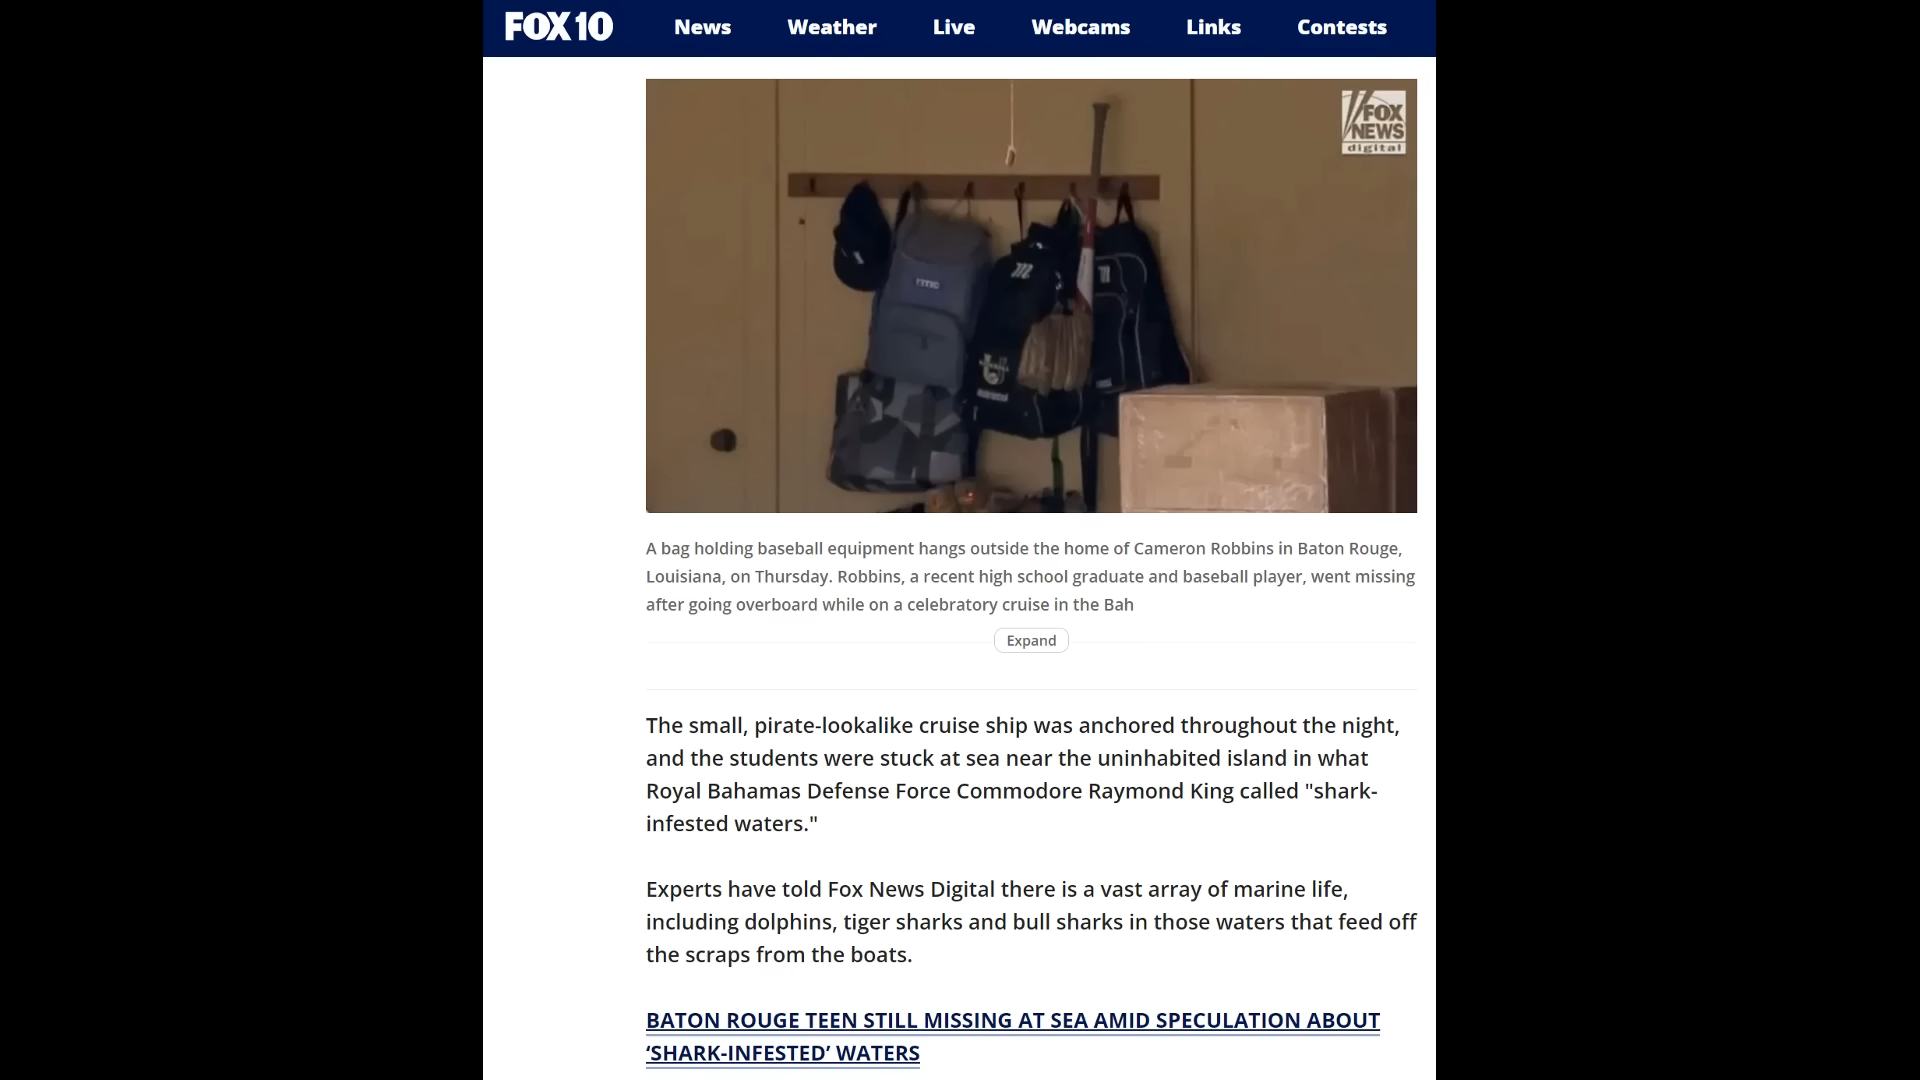 FOX 10 News Weather Live Webcams Links Contests
FOX
NEWS
digital
A bag holding baseball equipment hangs outside the home of Cameron Robbins in Baton Rouge,
Louisiana, on Thursday. Robbins, a recent high school graduate and baseball player, went missing
after going overboard while on a celebratory cruise in the Bah
Expand
The small, pirate-lookalike cruise ship was anchored throughout the night,
and the students were stuck at sea near the uninhabited island in what
Royal Bahamas Defense Force Commodore Raymond King called "shark-
infested waters."
Experts have told Fox News Digital there is a vast array of marine life,
including dolphins, tiger sharks and bull sharks in those waters that feed off
the scraps from the boats.
BATON ROUGE TEEN STILL MISSING AT SEA AMID SPECULATION ABOUT
‘SHARK-INFESTED’ WATERS